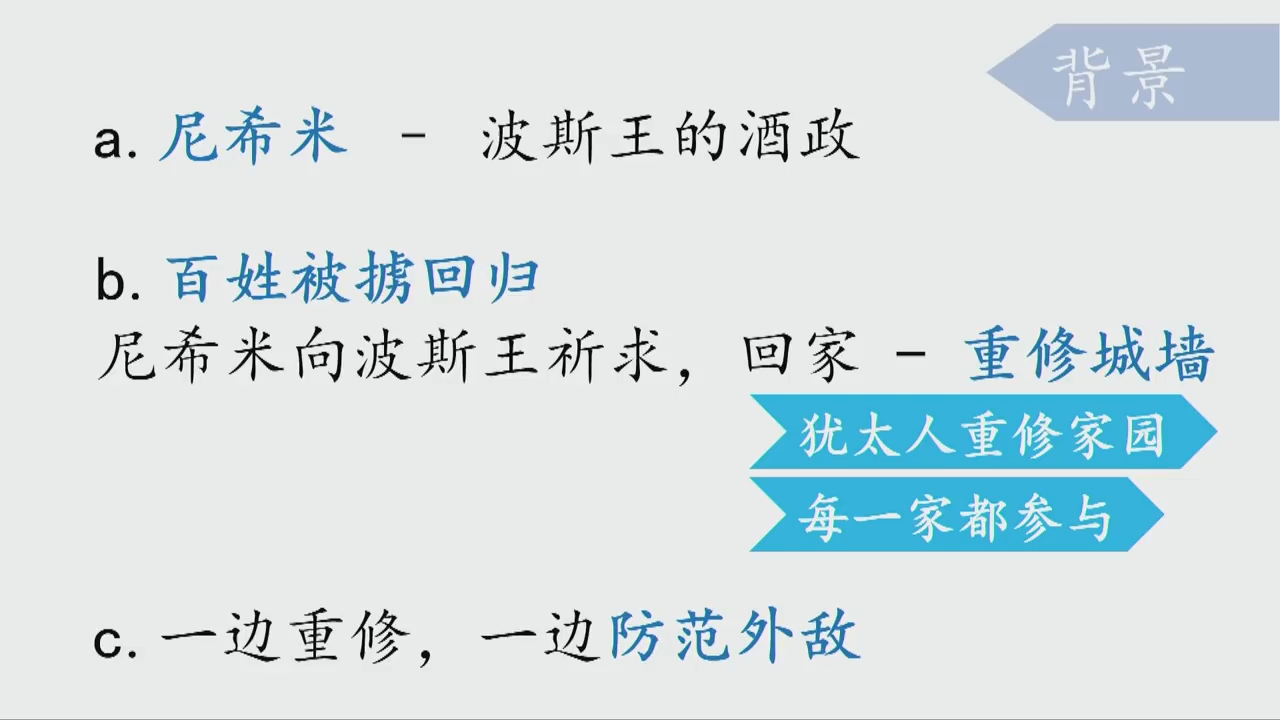 背景
a. 尼希米 - 波斯王的酒政
b. 百姓被掳回归
尼希米向波斯王祈求，回家 - 重修城墙
犹太人重修家园
每一家都参与
c. 一边重修，一边防范外敌